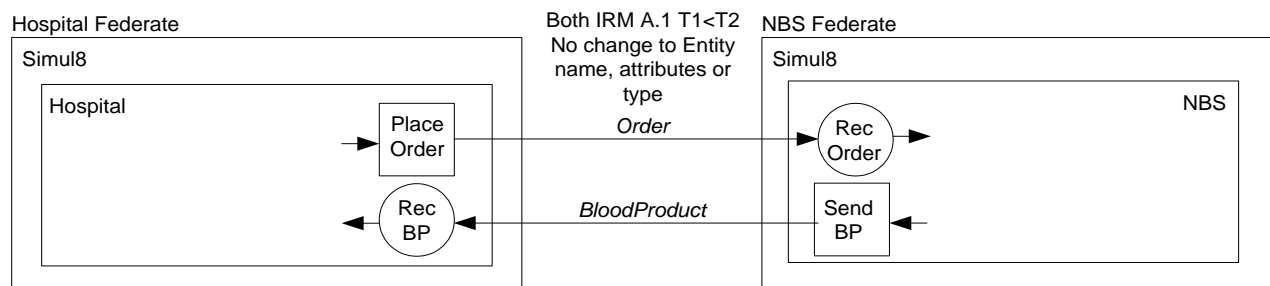 Hospital Federate
Simul8
Hospital
Place
Order
Rec
BP
Both IRM A.1 T1<T2
No change to Entity
name, attributes or
type
Order
BloodProduct
NBS Federate
Simul8
NBS
Rec
Order
Send
BP